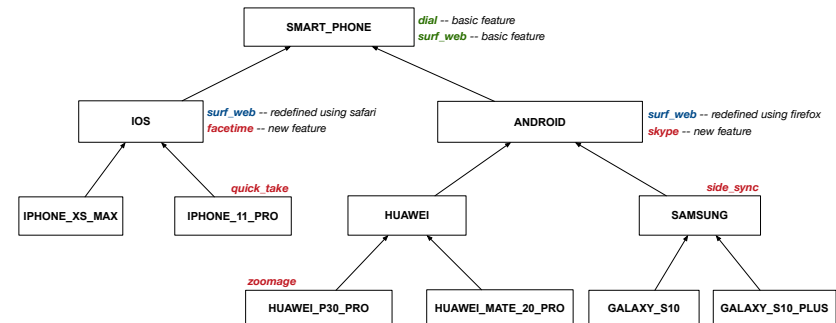 SMART_PHONE
dial -- basic feature
surf_web -- basic feature
IOS
surf_web -- redefined using safari
facetime -- new feature
ANDROID
surf_web -- redefined using firefox
skype -- new feature
IPHONE_XS_MAX
quick_take
IPHONE_11_PRO
HUAWEI
side_sync
SAMSUNG
zoomage
HUAWEI_P30_PRO
HUAWEI_MATE_20_PRO
GALAXY_S10
GALAXY_S10_PLUS